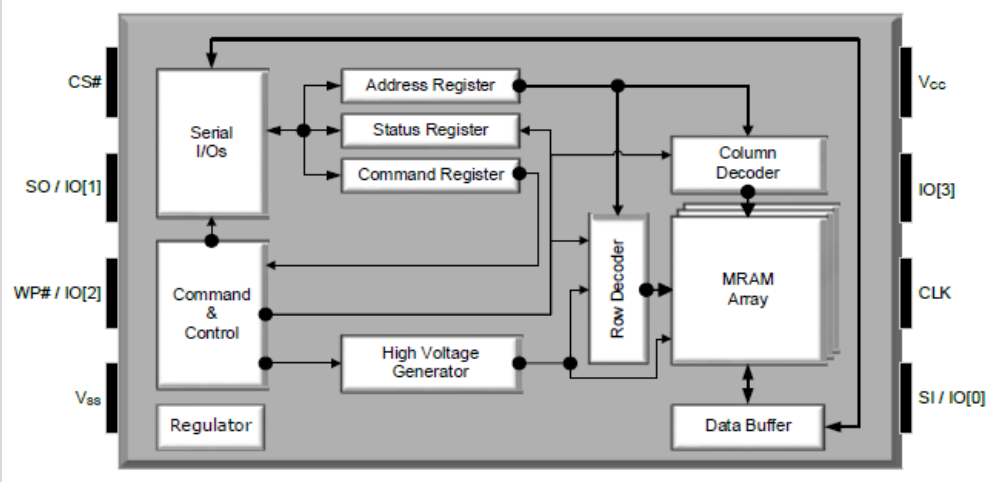 CS#
SO / IO[1]
WP# / IO[2]
Vss
Serial
I/Os
Command
&
Control
Regulator
Address Register
Status Register
Command Register
High Voltage
Generator
Row Decoder
Column
Decoder
MRAM
Array
Data Buffer
Vcc
IO[3]
CLK
SI / IO[0]